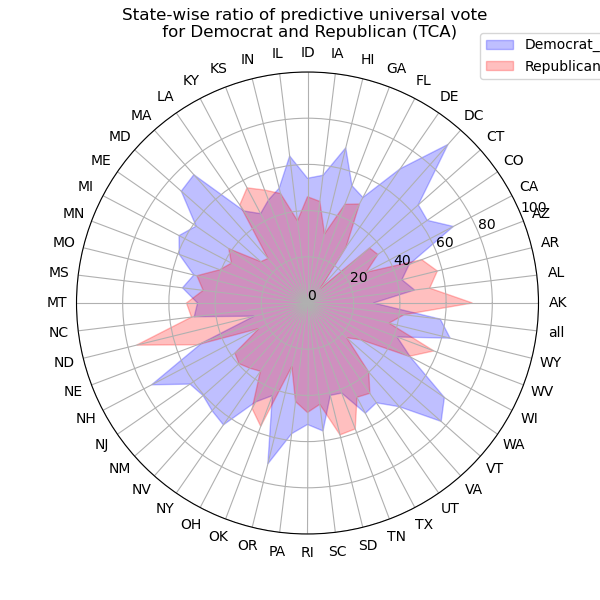 State-wise ratio of predictive universal vote
for Democrat and Republican (TCA)
Democrat_
Republican
IN
IL
ID
IA
HI
KS
GA
KY
FL
LA
DE
MA
DC
MD
CT
ME
CO
MI
CA
100
MN
AZ
80
MO
AR
60
40
MS
AL
20
MT
0
AK
NC
all
ND
WY
NE
WV
NH
WI
NJ
WA
NM
VT
NV
VA
NY
UT
OH
TX
OK
TN
OR
SD
PA
RI
SC